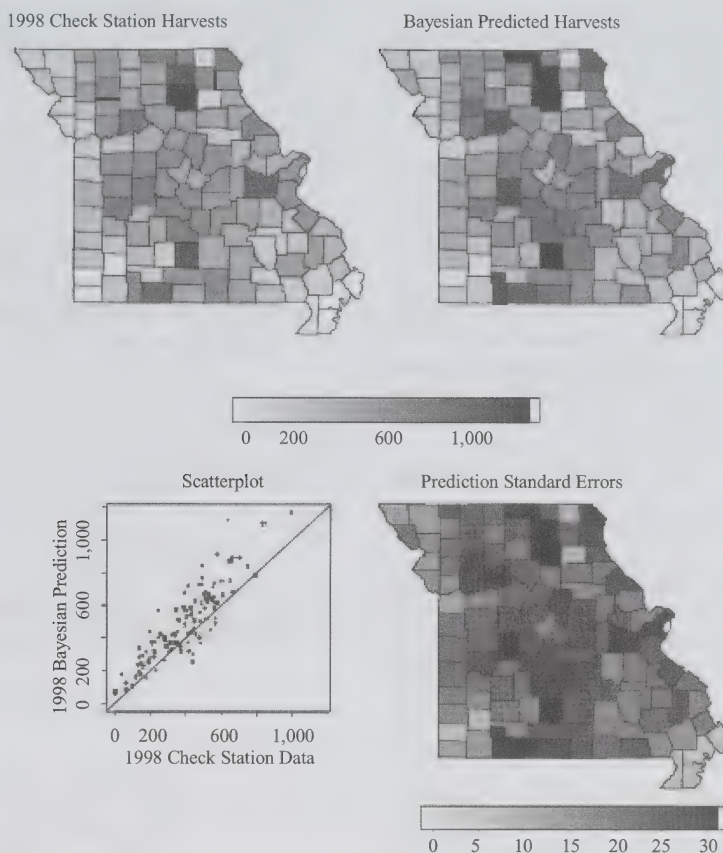 1998 Check Station Harvests
Bayesian Predicted Harvests
0 200 600 1,000
Scatterplot
1998 Bayesian Prediction
0 200 600 1,000
0 200 600 1,000
1998 Check Station Data
Prediction Standard Errors
0 5 10 15 20 25 30